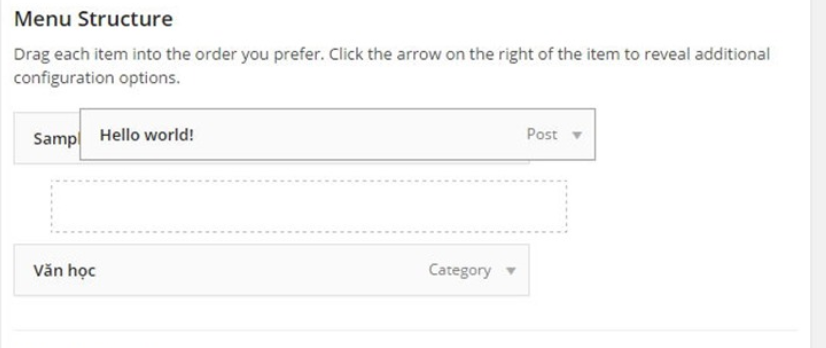 Menu Structure
Drag each item into the order you prefer. Click the arrow on the right of the item to reveal additional
configuration options.
Hello world! Post
Văn học Category